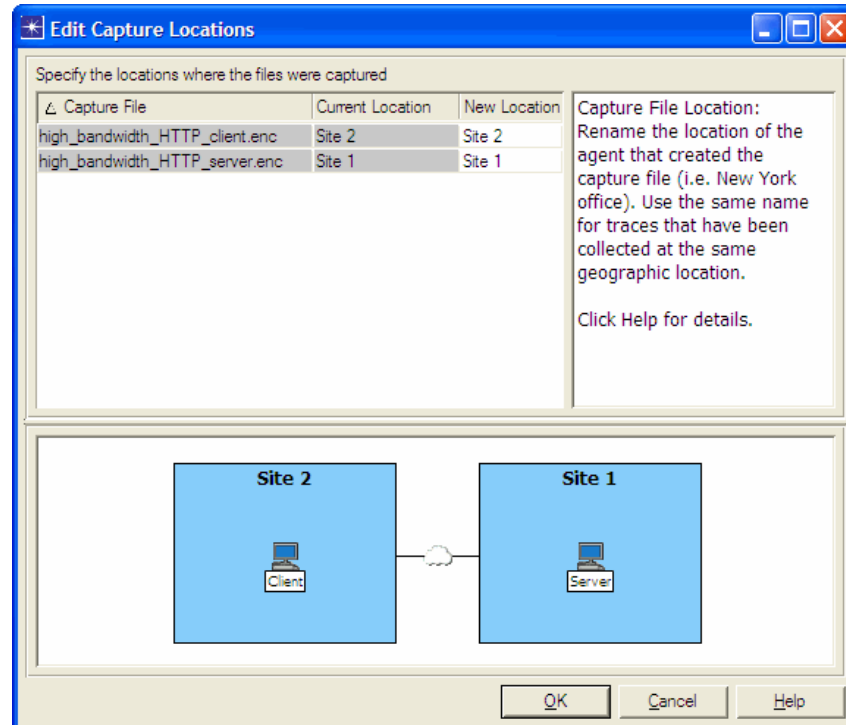 Edit Capture Locations
Specify the locations where the files were captured
Capture File Current Location New Location
high_bandwidth_HTTP_client.enc Site 2 Site 2
high_bandwidth_HTTP_server.enc Site 1 Site 1
Capture File Location:
Rename the location of the
agent that created the
capture file (i.e. New York
office). Use the same name
for traces that have been
collected at the same
geographic location.
Click Help for details.
Site 2 Site 1
Client Server
OK Cancel Help